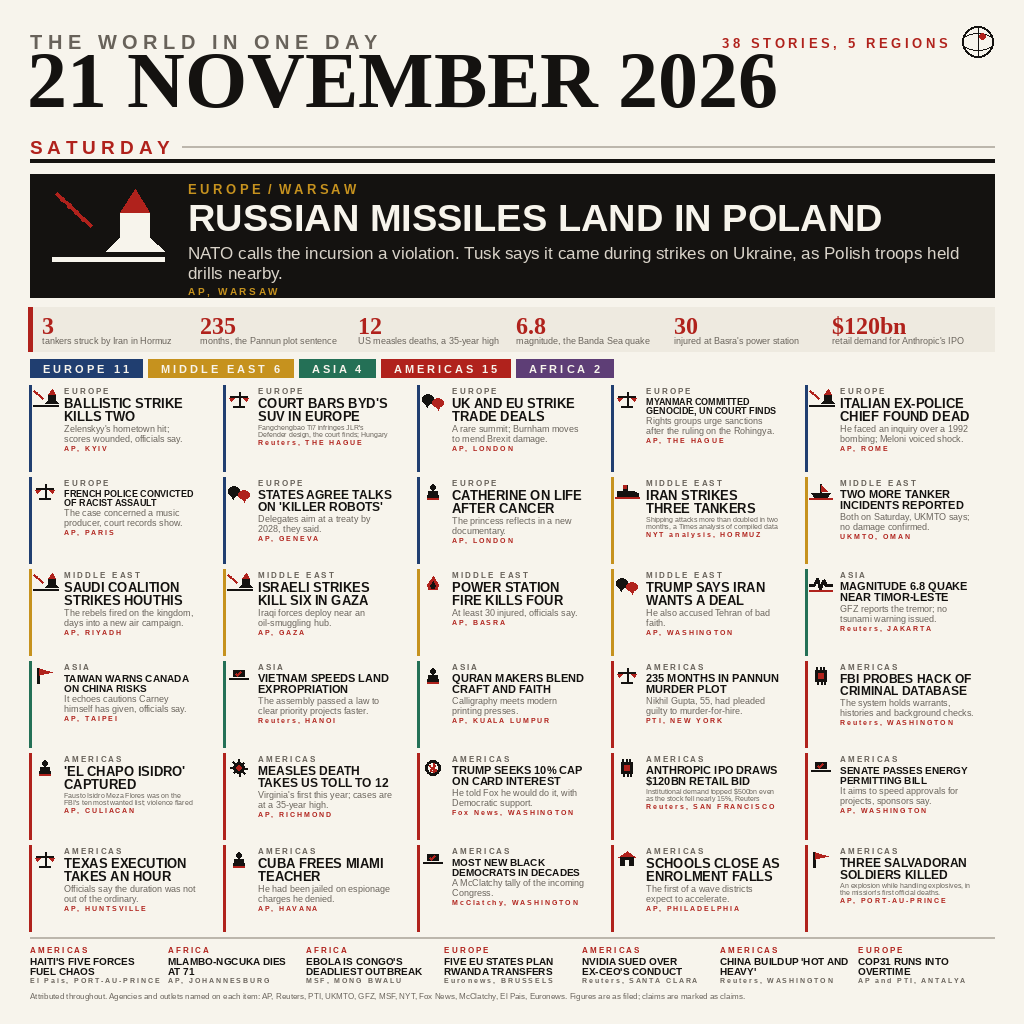 THE WORLD IN ONE DAY
38 STORIES, 5 REGIONS
21 NOVEMBER 2026
SATURDAY
EUROPE / WARSAW
RUSSIAN MISSILES LAND IN POLAND
NATO calls the incursion a violation. Tusk says it came during strikes on Ukraine, as Polish troops held
drills nearby.
AP, WARSAW
3
tankers struck by Iran in Hormuz
235
months, the Pannun plot sentence
12
US measles deaths, a 35-year high
6.8
magnitude, the Banda Sea quake
30
injured at Basra's power station
$120bn
retail demand for Anthropic's IPO
EUROPE 11
MIDDLE EAST 6
ASIA 4
AMERICAS 15
AFRICA 2
EUROPE
BALLISTIC STRIKE
KILLS TWO
Zelenskyy's hometown hit;
scores wounded, officials say.
AP, KYIV
EUROPE
COURT BARS BYD'S
SUV IN EUROPE
Fangchengbao Ti7 infringes JLR's
Defender design, the court finds; Hungary
Reuters, THE HAGUE
EUROPE
UK AND EU STRIKE
TRADE DEALS
A rare summit; Burnham moves
to mend Brexit damage.
AP, LONDON
EUROPE
MYANMAR COMMITTED
GENOCIDE, UN COURT FINDS
Rights groups urge sanctions
after the ruling on the Rohingya.
AP, THE HAGUE
EUROPE
ITALIAN EX-POLICE
CHIEF FOUND DEAD
He faced an inquiry over a 1992
bombing; Meloni voiced shock.
AP, ROME
EUROPE
FRENCH POLICE CONVICTED
OF RACIST ASSAULT
The case concerned a music
producer, court records show.
AP, PARIS
EUROPE
STATES AGREE TALKS
ON 'KILLER ROBOTS'
Delegates aim at a treaty by
2028, they said.
AP, GENEVA
EUROPE
CATHERINE ON LIFE
AFTER CANCER
The princess reflects in a new
documentary.
AP, LONDON
MIDDLE EAST
IRAN STRIKES
THREE TANKERS
Shipping attacks more than doubled in two
months, a Times analysis of compiled data
NYT analysis, HORMUZ
MIDDLE EAST
TWO MORE TANKER
INCIDENTS REPORTED
Both on Saturday, UKMTO says;
no damage confirmed.
UKMTO, OMAN
MIDDLE EAST
SAUDI COALITION
STRIKES HOUTHIS
The rebels fired on the kingdom,
days into a new air campaign.
AP, RIYADH
MIDDLE EAST
ISRAELI STRIKES
KILL SIX IN GAZA
Iraqi forces deploy near an
oil-smuggling hub.
AP, GAZA
MIDDLE EAST
POWER STATION
FIRE KILLS FOUR
At least 30 injured, officials say.
AP, BASRA
MIDDLE EAST
TRUMP SAYS IRAN
WANTS A DEAL
He also accused Tehran of bad
faith.
AP, WASHINGTON
ASIA
MAGNITUDE 6.8 QUAKE
NEAR TIMOR-LESTE
GFZ reports the tremor; no
tsunami warning issued.
Reuters, JAKARTA
ASIA
TAIWAN WARNS CANADA
ON CHINA RISKS
It echoes cautions Carney
himself has given, officials say.
AP, TAIPEI
ASIA
VIETNAM SPEEDS LAND
EXPROPRIATION
The assembly passed a law to
clear priority projects faster.
Reuters, HANOI
ASIA
QURAN MAKERS BLEND
CRAFT AND FAITH
Calligraphy meets modern
printing presses.
AP, KUALA LUMPUR
AMERICAS
235 MONTHS IN PANNUN
MURDER PLOT
Nikhil Gupta, 55, had pleaded
guilty to murder-for-hire.
PTI, NEW YORK
AMERICAS
FBI PROBES HACK OF
CRIMINAL DATABASE
The system holds warrants,
histories and background checks.
Reuters, WASHINGTON
AMERICAS
'EL CHAPO ISIDRO'
CAPTURED
Fausto Isidro Meza Flores was on the
FBI's ten most wanted list; violence flared
AP, CULIACAN
AMERICAS
MEASLES DEATH
TAKES US TOLL TO 12
Virginia's first this year; cases are
at a 35-year high.
AP, RICHMOND
AMERICAS
TRUMP SEEKS 10% CAP
ON CARD INTEREST
He told Fox he would do it, with
Democratic support.
Fox News, WASHINGTON
AMERICAS
ANTHROPIC IPO DRAWS
$120BN RETAIL BID
Institutional demand topped $500bn even
as the stock fell nearly 15%, Reuters
Reuters, SAN FRANCISCO
AMERICAS
SENATE PASSES ENERGY
PERMITTING BILL
It aims to speed approvals for
projects, sponsors say.
AP, WASHINGTON
AMERICAS
TEXAS EXECUTION
TAKES AN HOUR
Officials say the duration was not
out of the ordinary.
AP, HUNTSVILLE
AMERICAS
CUBA FREES MIAMI
TEACHER
He had been jailed on espionage
charges he denied.
AP, HAVANA
AMERICAS
MOST NEW BLACK
DEMOCRATS IN DECADES
A McClatchy tally of the incoming
Congress.
McClatchy, WASHINGTON
AMERICAS
SCHOOLS CLOSE AS
ENROLMENT FALLS
The first of a wave districts
expect to accelerate.
AP, PHILADELPHIA
AMERICAS
THREE SALVADORAN
SOLDIERS KILLED
An explosion while handling explosives, in
the mission's first official deaths.
AP, PORT-AU-PRINCE
AMERICAS
HAITI'S FIVE FORCES
FUEL CHAOS
El Pais, PORT-AU-PRINCE
AFRICA
MLAMBO-NGCUKA DIES
AT 71
AP, JOHANNESBURG
AFRICA
EBOLA IS CONGO'S
DEADLIEST OUTBREAK
MSF, MONG BWALU
EUROPE
FIVE EU STATES PLAN
RWANDA TRANSFERS
Euronews, BRUSSELS
AMERICAS
NVIDIA SUED OVER
EX-CEO'S CONDUCT
Reuters, SANTA CLARA
AMERICAS
CHINA BUILDUP 'HOT AND
HEAVY'
Reuters, WASHINGTON
EUROPE
COP31 RUNS INTO
OVERTIME
AP and PTI, ANTALYA
Attributed throughout. Agencies and outlets named on each item: AP, Reuters, PTI, UKMTO, GFZ, MSF, NYT, Fox News, McClatchy, El Pais, Euronews. Figures are as filed; claims are marked as claims.